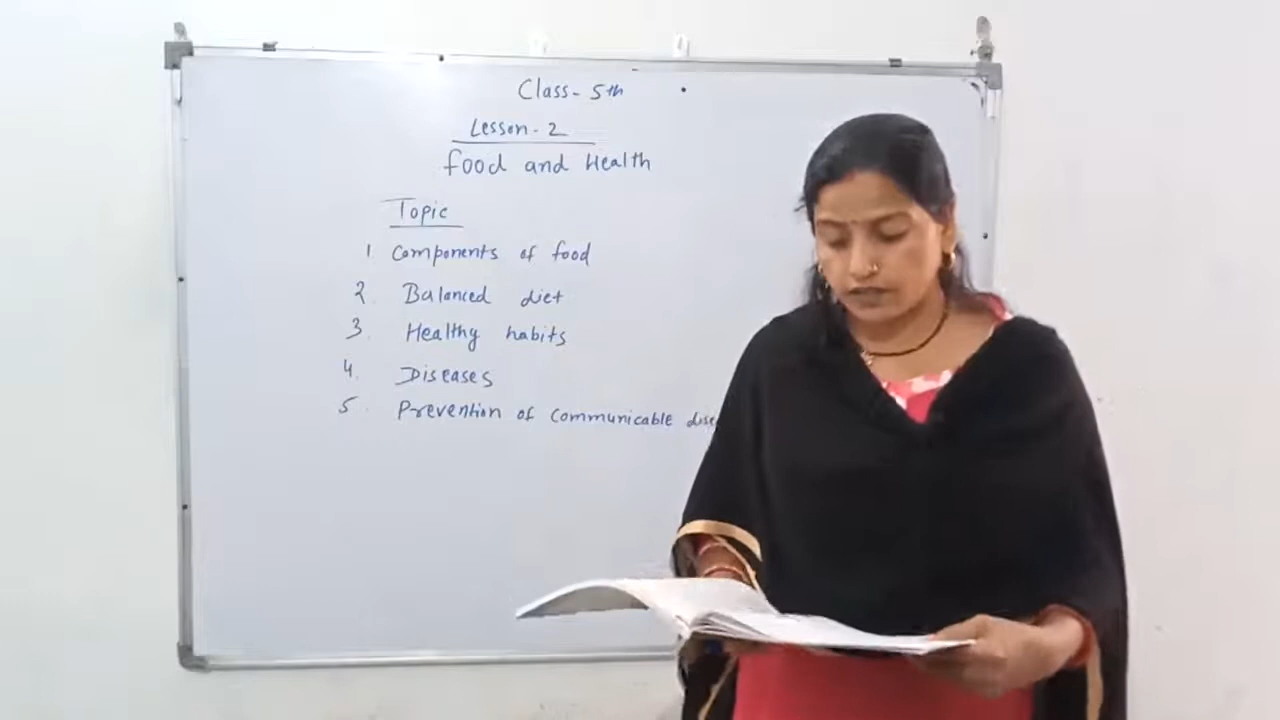 Class - 5th
Lesson - 2
food and Health
Topic
1 Components of food
2. Balanced diet
3. Healthy habits
4. Diseases
5. Prevention of communicable